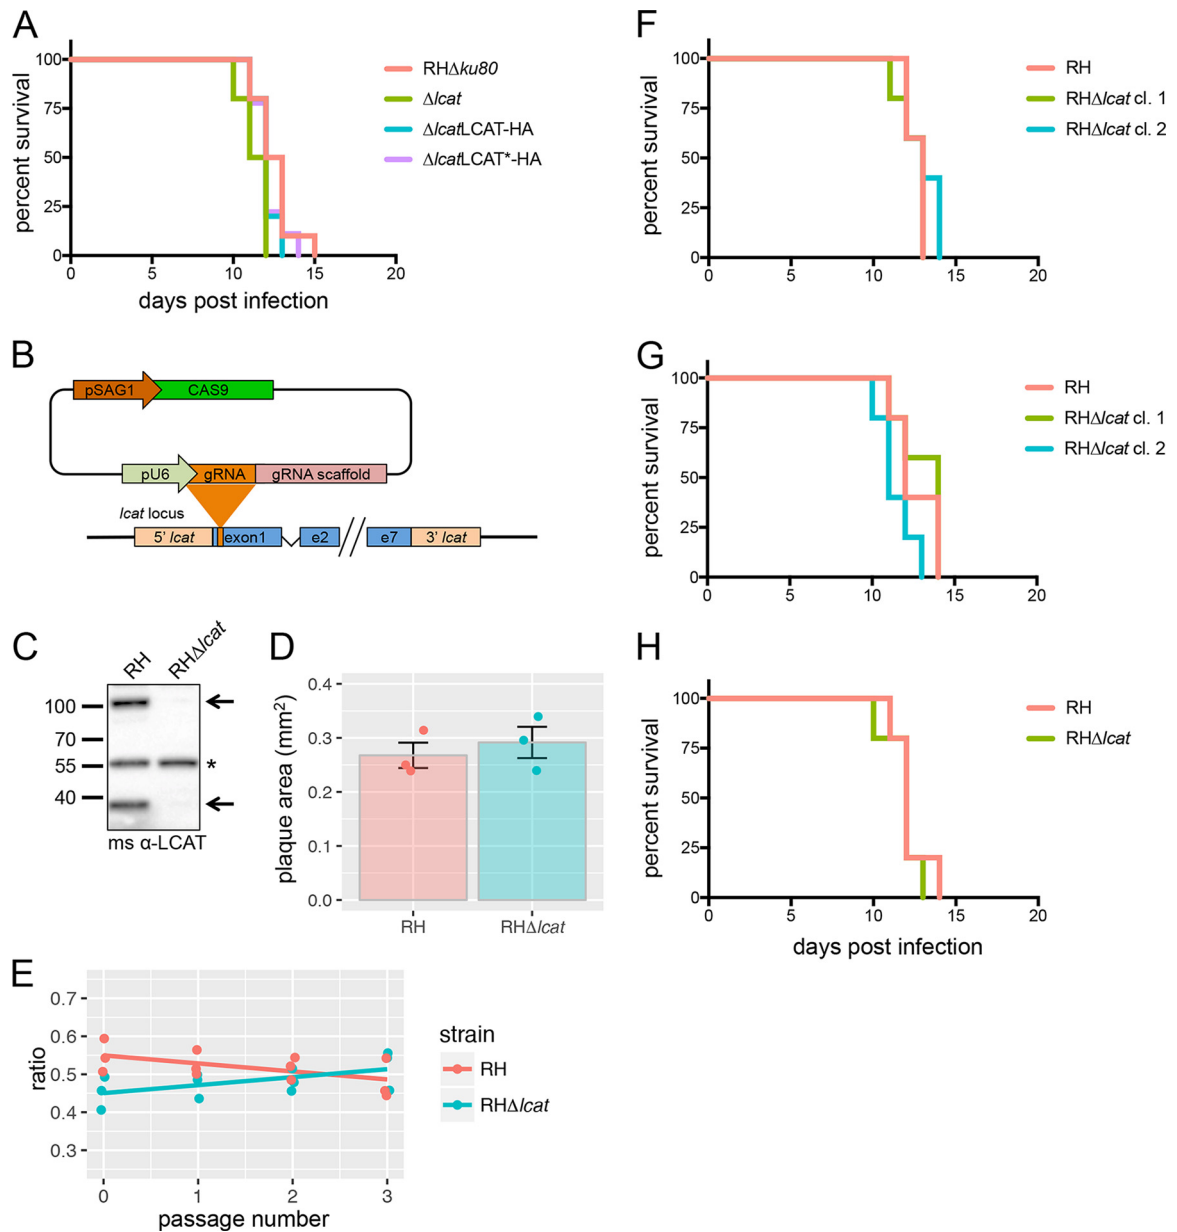 A
percent survival
100
75
50
25
0
0 5 10 15 20
days post infection
RHΔku80
Δlcat
ΔlcatLCAT-HA
ΔlcatLCAT*-HA
B
pSAG1 CAS9
pU6 gRNA gRNA scaffold
lcat locus
5' lcat exon1 e2 e7 3' lcat
C
RH RHΔlcat
100
70
55 *
40
ms α-LCAT
D
plaque area (mm²)
0.4
0.3
0.2
0.1
0.0
RH RHΔlcat
E
ratio
0.7
0.6
0.5
0.4
0.3
0 1 2 3
passage number
strain
RH
RHΔlcat
F
percent survival
100
75
50
25
0
0 5 10 15 20
RH
RHΔlcat cl. 1
RHΔlcat cl. 2
G
percent survival
100
75
50
25
0
0 5 10 15 20
RH
RHΔlcat cl. 1
RHΔlcat cl. 2
H
percent survival
100
75
50
25
0
0 5 10 15 20
days post infection
RH
RHΔlcat